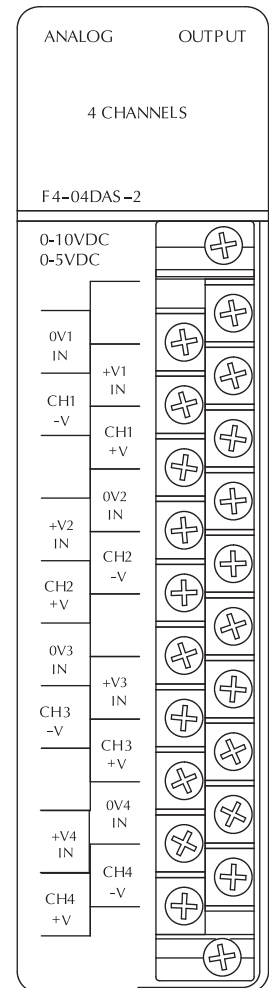 ANALOG OUTPUT
4 CHANNELS
F4-04DAS-2
0-10VDC
0-5VDC
0V1
IN
+V1
IN
CH1
-V
CH1
+V
0V2
IN
+V2
IN
CH2
-V
CH2
+V
0V3
IN
+V3
IN
CH3
-V
CH3
+V
0V4
IN
+V4
IN
CH4
-V
CH4
+V